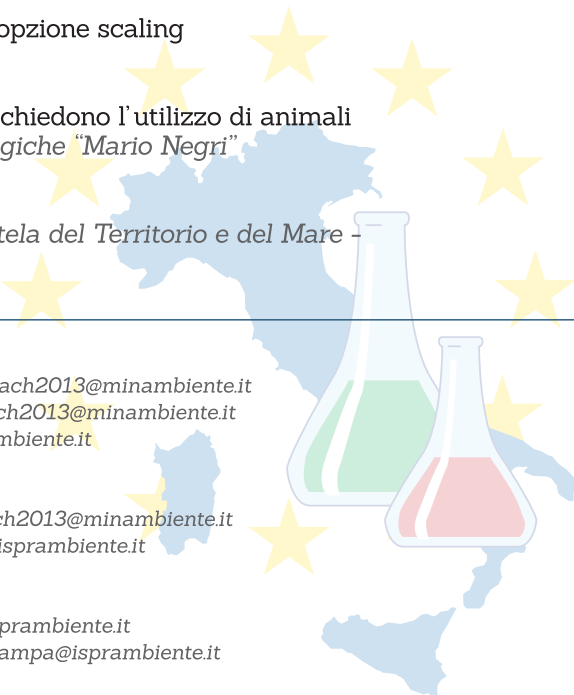 opzione scaling
chiedono l'utilizzo di animali
giche “Mario Negri”
tela del Territorio e del Mare -
ach2013@minambiente.it
ch2013@minambiente.it
mbiente.it
ch2013@minambiente.it
isprambiente.it
prambiente.it
ampa@isprambiente.it